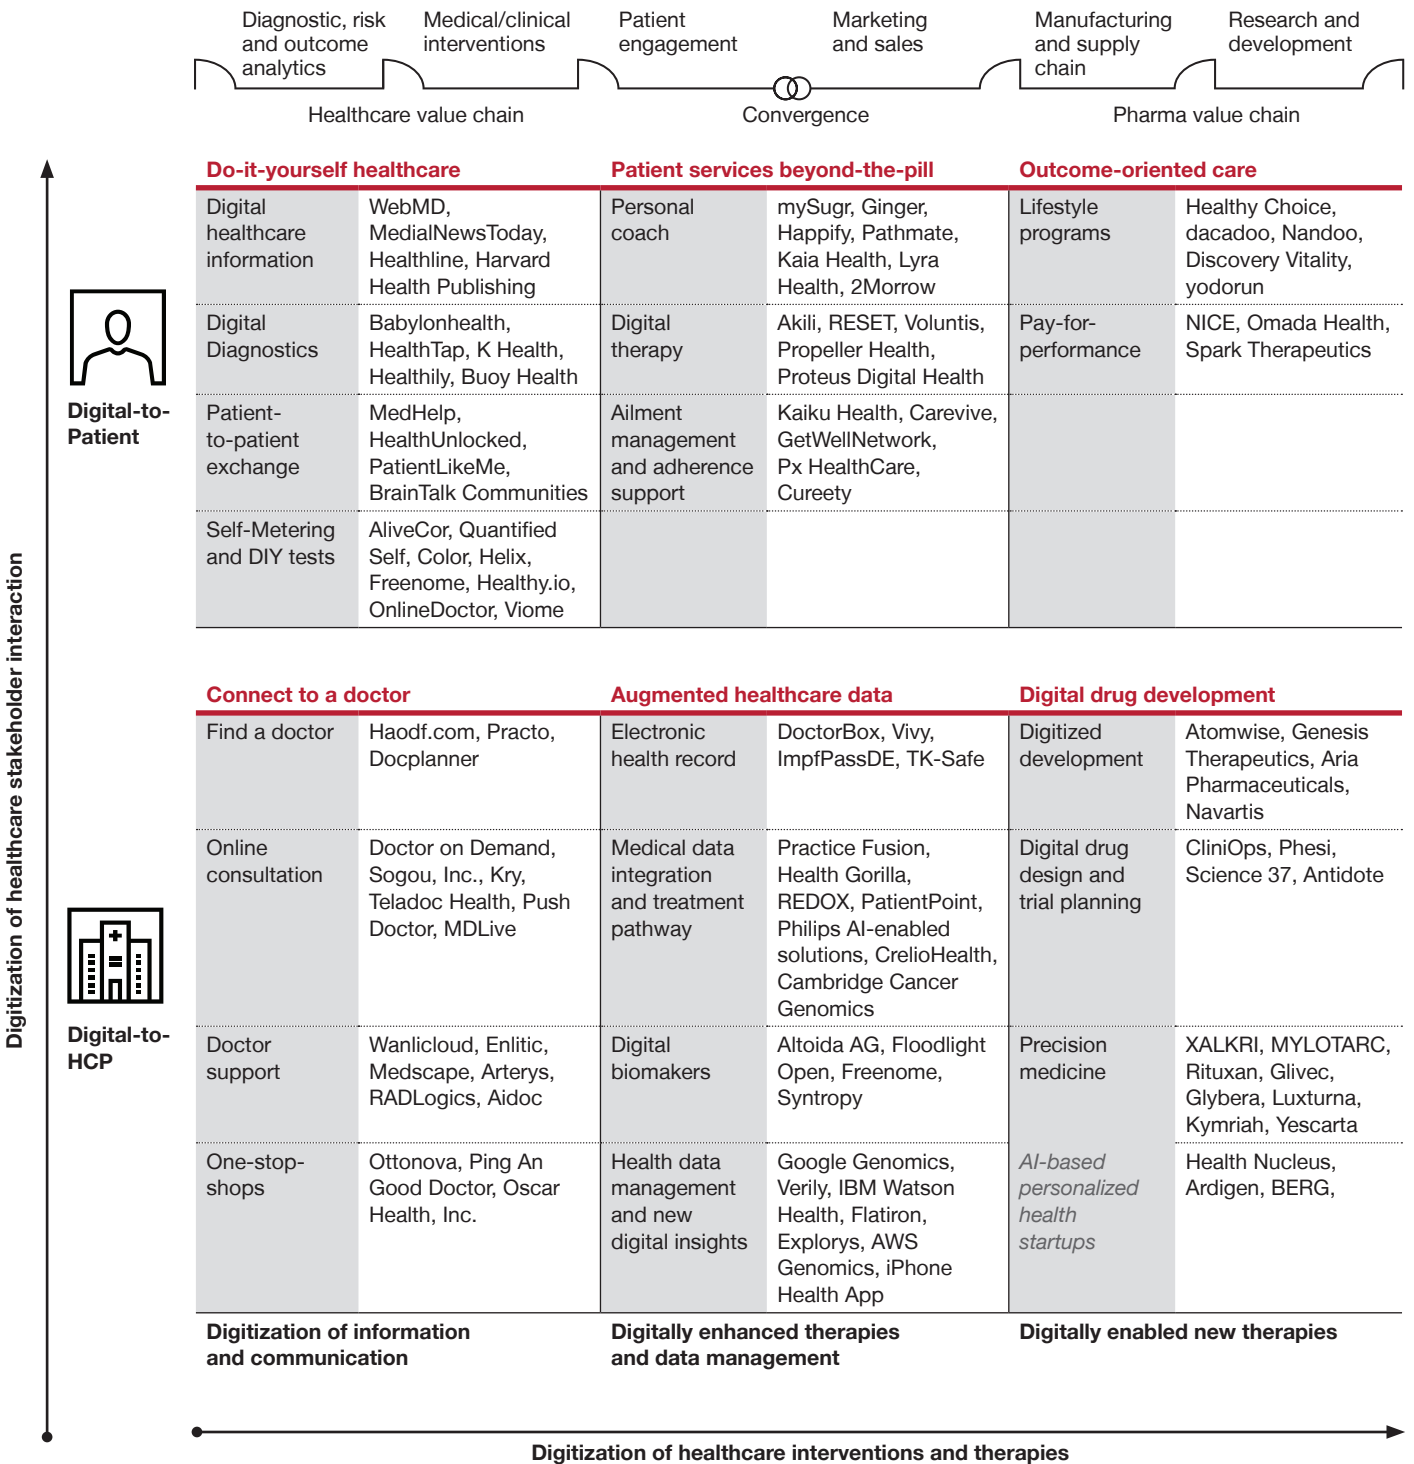 Diagnostic, risk
and outcome
analytics
Medical/clinical
interventions
Patient
engagement
Marketing
and sales
Manufacturing
and supply
chain
Research and
development
Healthcare value chain
Convergence
Pharma value chain
Digitization of healthcare stakeholder interaction
Digital-to-
Patient
Do-it-yourself healthcare
Digital
healthcare
information
WebMD,
MedialNewsToday,
Healthline, Harvard
Health Publishing
Digital
Diagnostics
Babylonhealth,
HealthTap, K Health,
Healthily, Buoy Health
Patient-
to-patient
exchange
MedHelp,
HealthUnlocked,
PatientLikeMe,
BrainTalk Communities
Self-Metering
and DIY tests
AliveCor, Quantified
Self, Color, Helix,
Freenome, Healthy.io,
OnlineDoctor, Viome
Patient services beyond-the-pill
Personal
coach
mySugr, Ginger,
Happify, Pathmate,
Kaia Health, Lyra
Health, 2Morrow
Digital
therapy
Akili, RESET, Voluntis,
Propeller Health,
Proteus Digital Health
Ailment
management
and adherence
support
Kaiku Health, Carevive,
GetWellNetwork,
Px HealthCare,
Cureety
Outcome-oriented care
Lifestyle
programs
Healthy Choice,
dacadoo, Nandoo,
Discovery Vitality,
yodorun
Pay-for-
performance
NICE, Omada Health,
Spark Therapeutics
Digital-to-
HCP
Connect to a doctor
Find a doctor
Haodf.com, Practo,
Docplanner
Online
consultation
Doctor on Demand,
Sogou, Inc., Kry,
Teladoc Health, Push
Doctor, MDLive
Doctor
support
Wanlicloud, Enlitic,
Medscape, Arterys,
RADLogics, Aidoc
One-stop-
shops
Ottonova, Ping An
Good Doctor, Oscar
Health, Inc.
Augmented healthcare data
Electronic
health record
DoctorBox, Vivy,
ImpfPassDE, TK-Safe
Medical data
integration
and treatment
pathway
Practice Fusion,
Health Gorilla,
REDOX, PatientPoint,
Philips AI-enabled
solutions, CrelioHealth,
Cambridge Cancer
Genomics
Digital
biomakers
Altoida AG, Floodlight
Open, Freenome,
Syntropy
Health data
management
and new
digital insights
Google Genomics,
Verily, IBM Watson
Health, Flatiron,
Explorys, AWS
Genomics, iPhone
Health App
Digital drug development
Digitized
development
Atomwise, Genesis
Therapeutics, Aria
Pharmaceuticals,
Navartis
Digital drug
design and
trial planning
CliniOps, Phesi,
Science 37, Antidote
Precision
medicine
XALKRI, MYLOTARC,
Rituxan, Glivec,
Glybera, Luxturna,
Kymriah, Yescarta
AI-based
personalized
health
startups
Health Nucleus,
Ardigen, BERG,
Digitization of information
and communication
Digitally enhanced therapies
and data management
Digitally enabled new therapies
Digitization of healthcare interventions and therapies